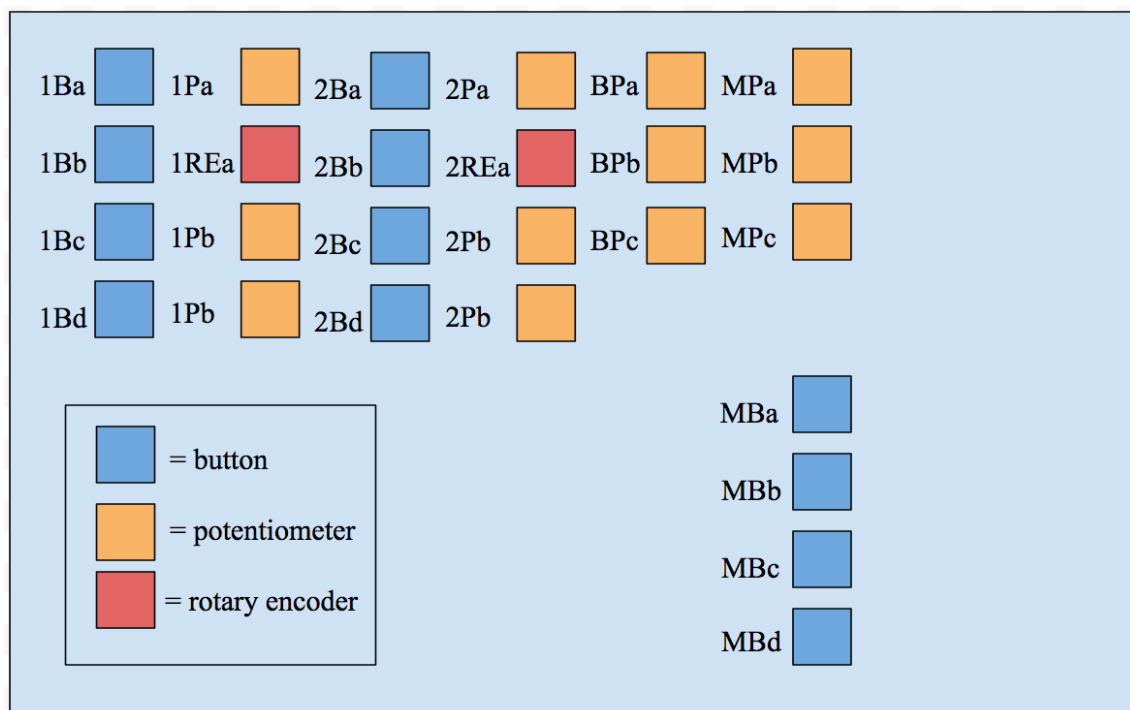 1Ba 1Pa 2Ba 2Pa BPa MPa
1Bb 1REa 2Bb 2REa BPb MPb
1Bc 1Pb 2Bc 2Pb BPc MPc
1Bd 1Pb 2Bd 2Pb
= button
= potentiometer
= rotary encoder
MBa
MBb
MBc
MBd